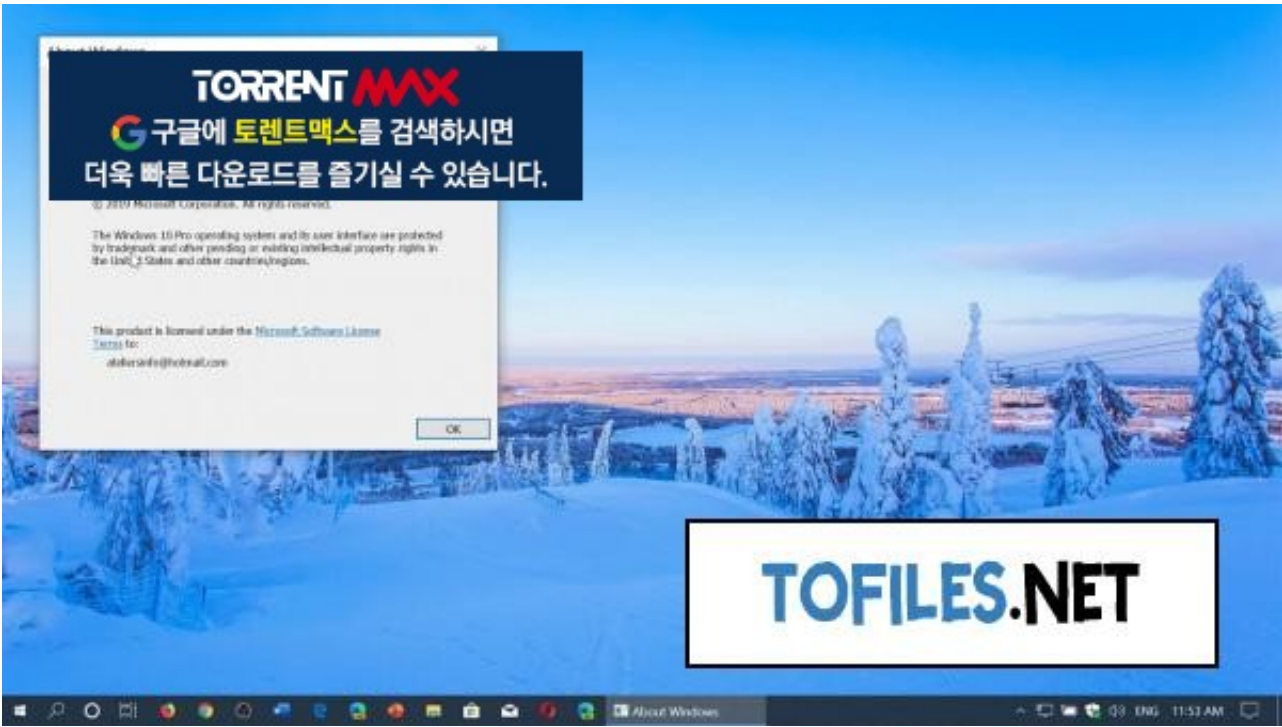 About Windows
TORRENT MAX
G 구글에 토렌트맥스를 검색하시면
더욱 빠른 다운로드를 즐기실 수 있습니다.
© 2019 Microsoft Corporation. All rights reserved.
The Windows 10 Pro operating system and its user interface are protected
by trademark and other pending or existing intellectual property rights in
the United States and other countries/regions.
This product is licensed under the Microsoft Software License
Terms to:
OK
TOFILES.NET
About Windows
ENG 11:53 AM